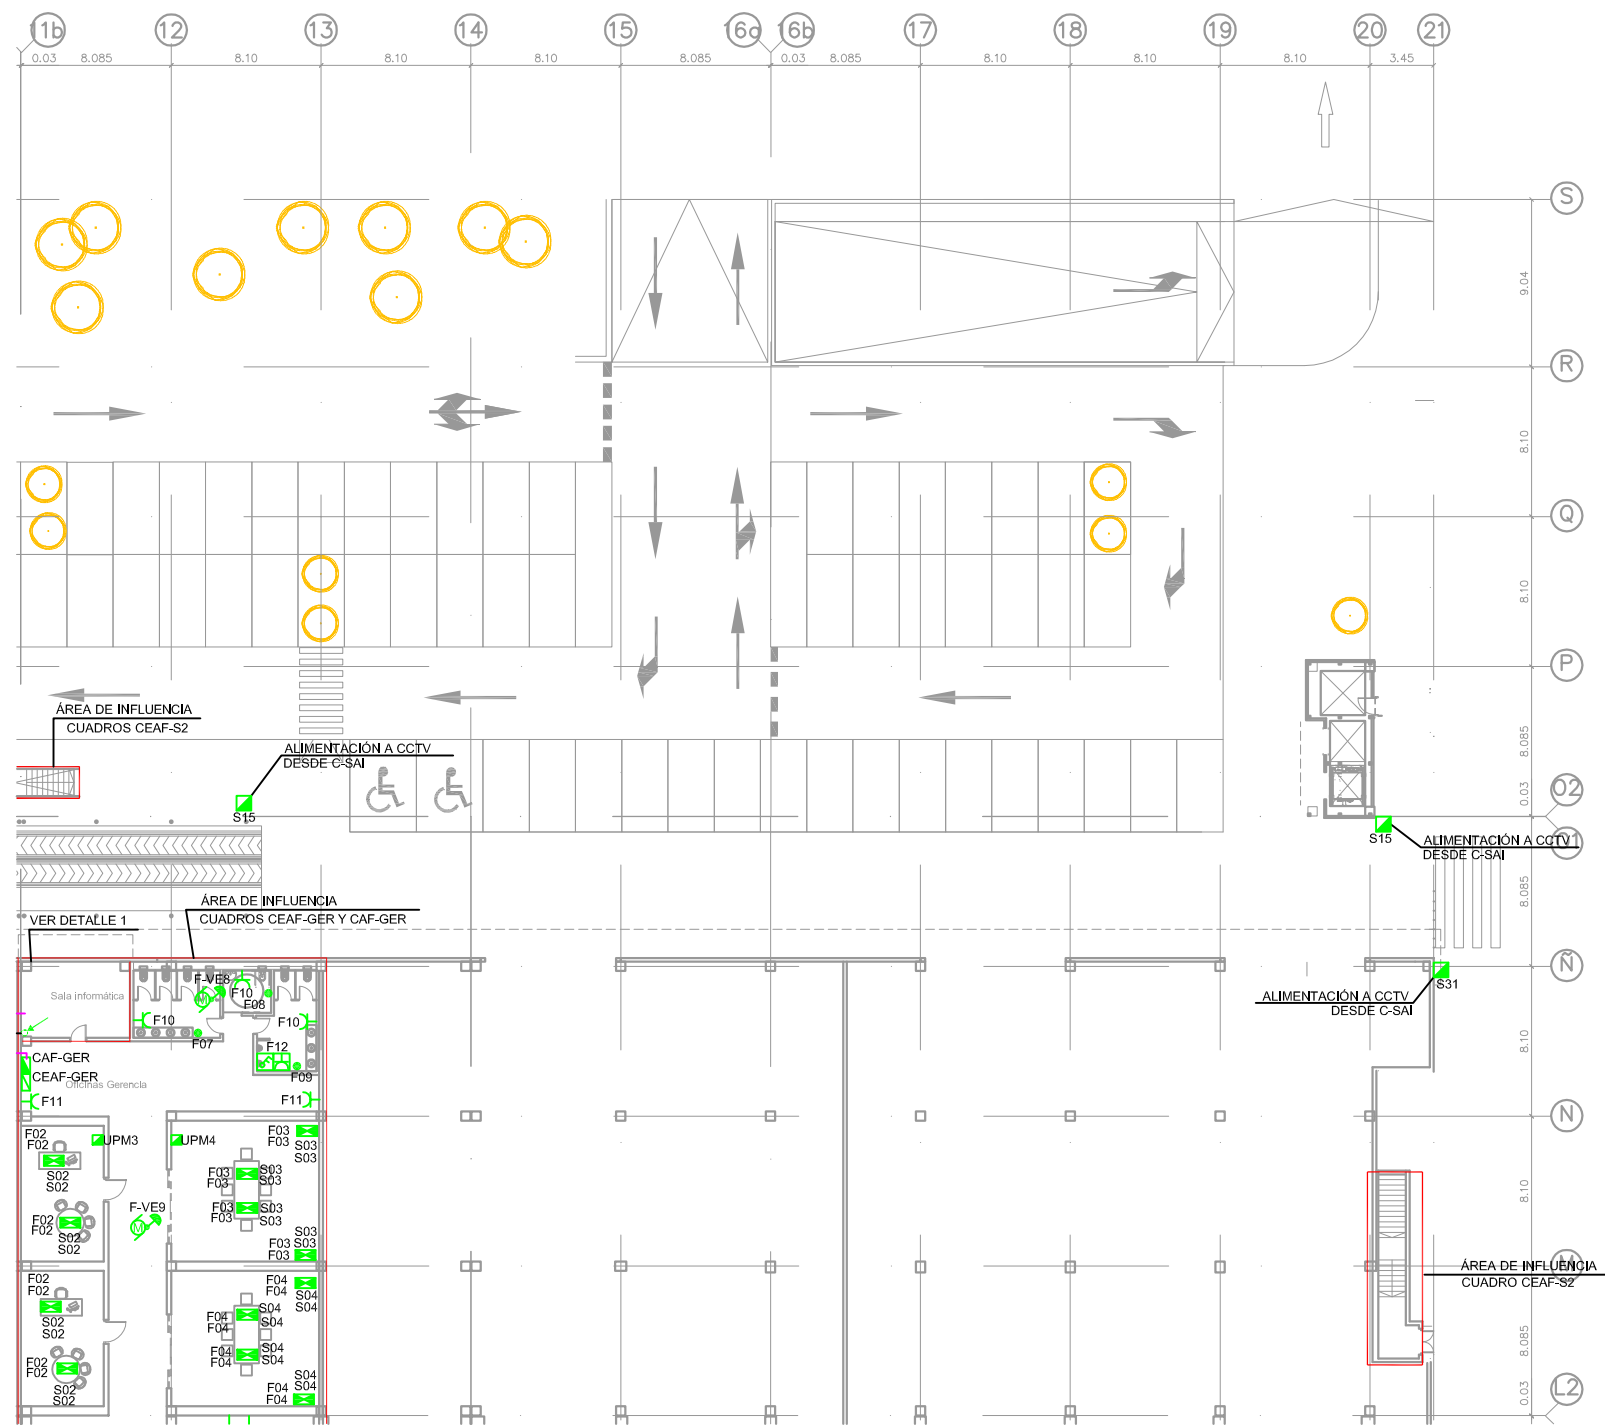 11b 12 13 14 15 16a 16b 17 18 19 20 21
0.03 8.085 8.10 8.10 8.10 8.085 0.03 8.085 8.10 8.10 8.10 3.45
S
9.04
R
8.10
Q
8.10
P
8.085
0.03
O2
O1
8.085
Ñ
8.10
N
8.10
M
8.085
0.03
L2
ÁREA DE INFLUENCIA
CUADROS CEAF-S2
ALIMENTACIÓN A CCTV
DESDE C-SAI
S15
S15
ALIMENTACIÓN A CCTV
DESDE C-SAI
ÁREA DE INFLUENCIA
CUADROS CEAF-GER Y CAF-GER
VER DETALLE 1
S31
ALIMENTACIÓN A CCTV
DESDE C-SAI
Sala informática
F-VE8
M
F10
F08
F10
F10
F07
F12
F09
CAF-GER
CEAF-GER
Oficinas Gerencia
F11
F11
F02
F02
UPM3
UPM4
F03
F03
S03
S03
S02
S02
F03
F03
S03
S03
F-VE9
M
F02
F02
S02
S02
F03
F03
S03
S03
S03
S03
F03
F03
ÁREA DE INFLUENCIA
CUADRO CEAF-S2
F02
F02
S02
S02
F04
F04
S04
S04
F04
F04
S04
S04
F02
F02
S02
S02
F04
F04
S04
S04
S04
S04
F04
F04